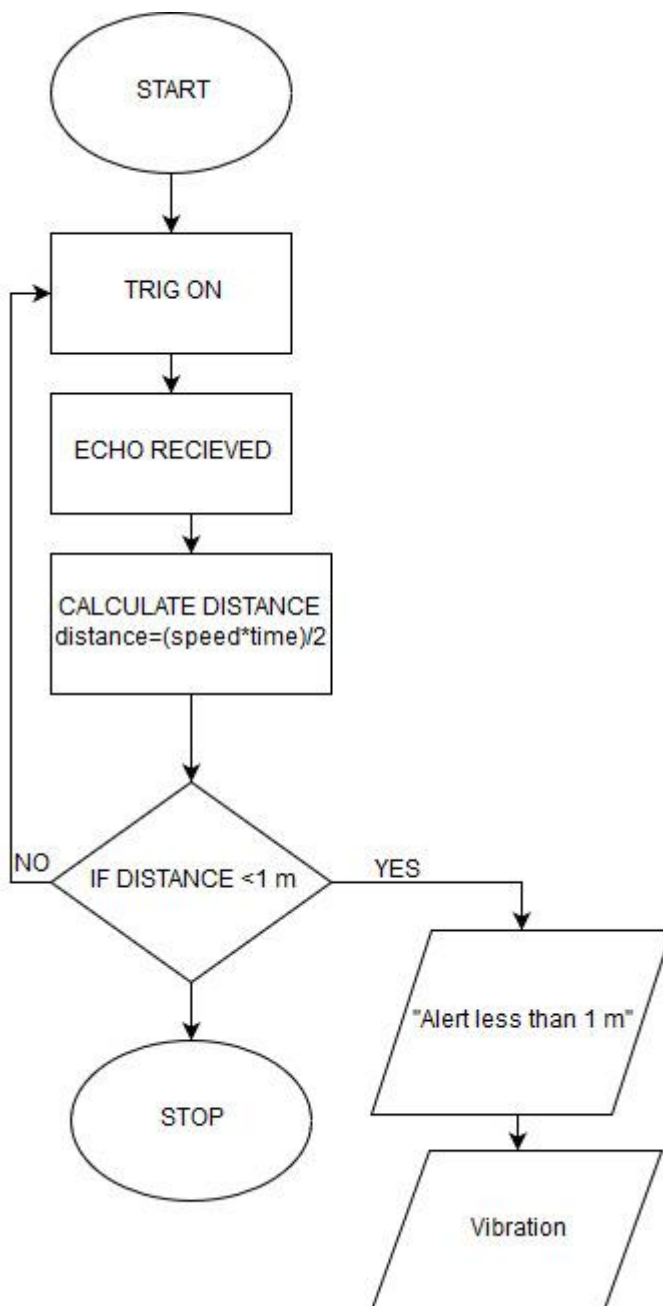 START
TRIG ON
ECHO RECIEVED
CALCULATE DISTANCE
distance=(speed*time)/2
NO
IF DISTANCE <1 m
YES
"Alert less than 1 m"
STOP
Vibration